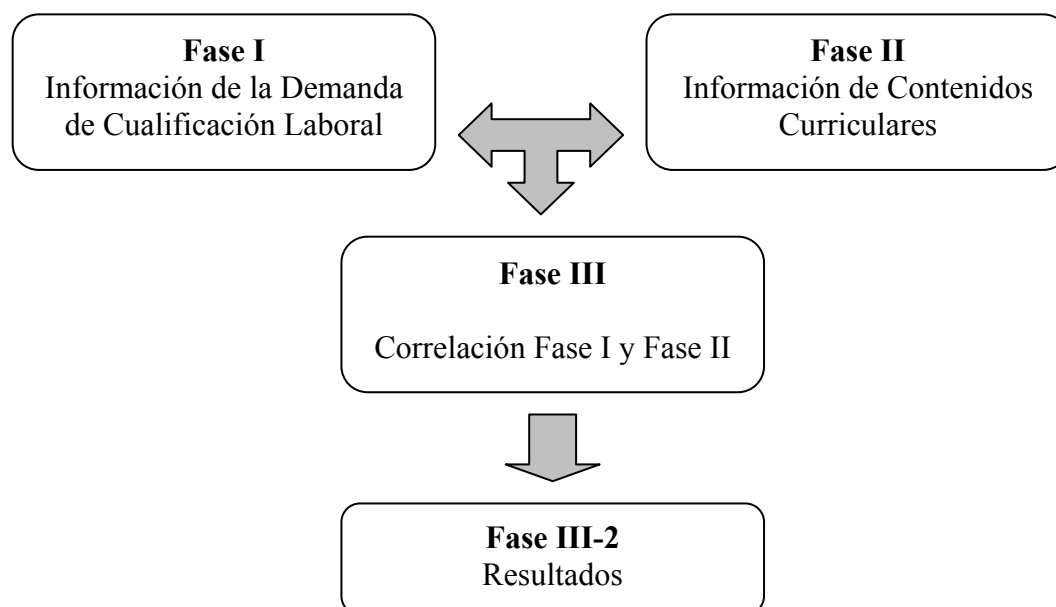 Fase I
Información de la Demanda
de Cualificación Laboral
Fase II
Información de Contenidos
Curriculares
Fase III
Correlación Fase I y Fase II
Fase III-2
Resultados